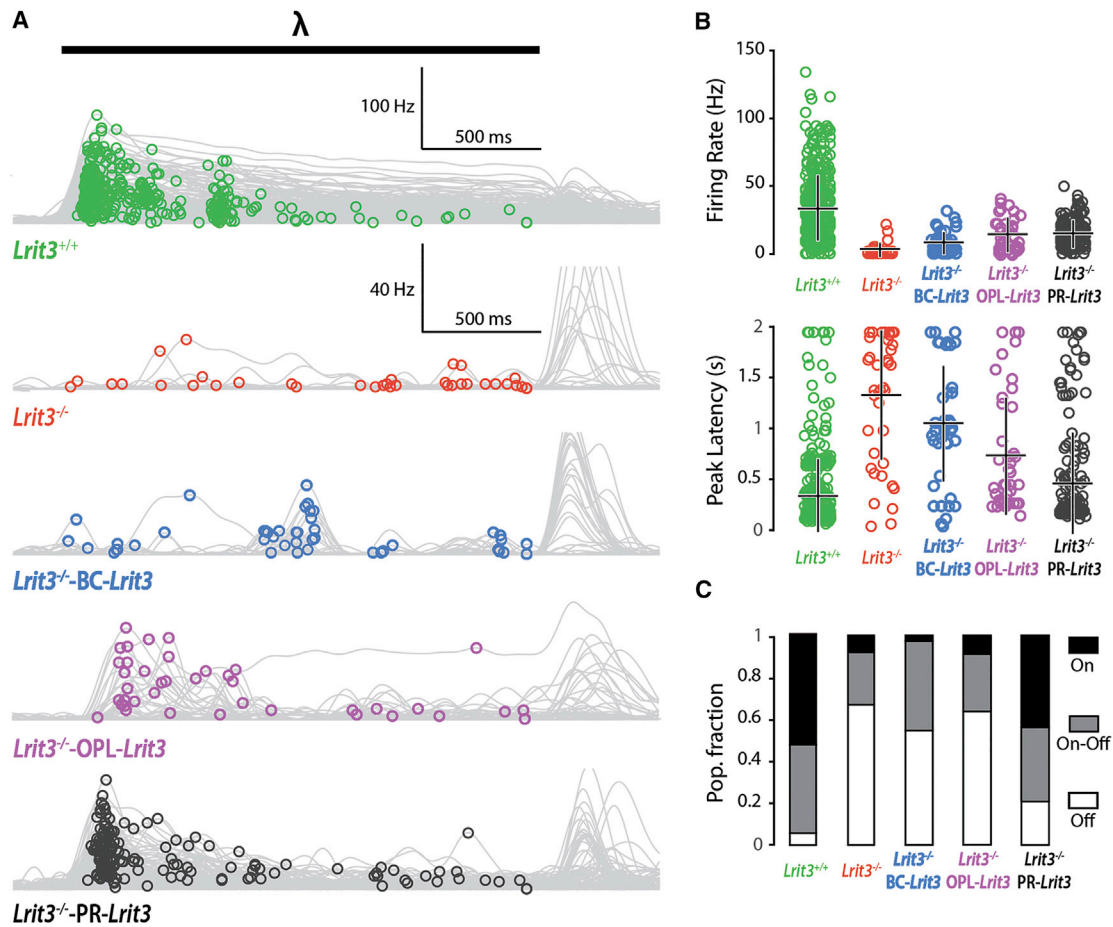 A
λ
100 Hz
500 ms
Lrit3+/+
40 Hz
500 ms
Lrit3-/-
Lrit3-/--BC-Lrit3
Lrit3-/--OPL-Lrit3
Lrit3-/--PR-Lrit3
B
Firing Rate (Hz)
150
100
50
0
Lrit3+/+
Lrit3-/-
Lrit3-/-
BC-Lrit3
Lrit3-/-
OPL-Lrit3
Lrit3-/-
PR-Lrit3
Peak Latency (s)
2
1.5
1
0.5
0
Lrit3+/+
Lrit3-/-
Lrit3-/-
BC-Lrit3
Lrit3-/-
OPL-Lrit3
Lrit3-/-
PR-Lrit3
C
Pop. fraction
1
0.8
0.6
0.4
0.2
0
On
On-Off
Off
Lrit3+/+
Lrit3-/-
Lrit3-/-
BC-Lrit3
Lrit3-/-
OPL-Lrit3
Lrit3-/-
PR-Lrit3